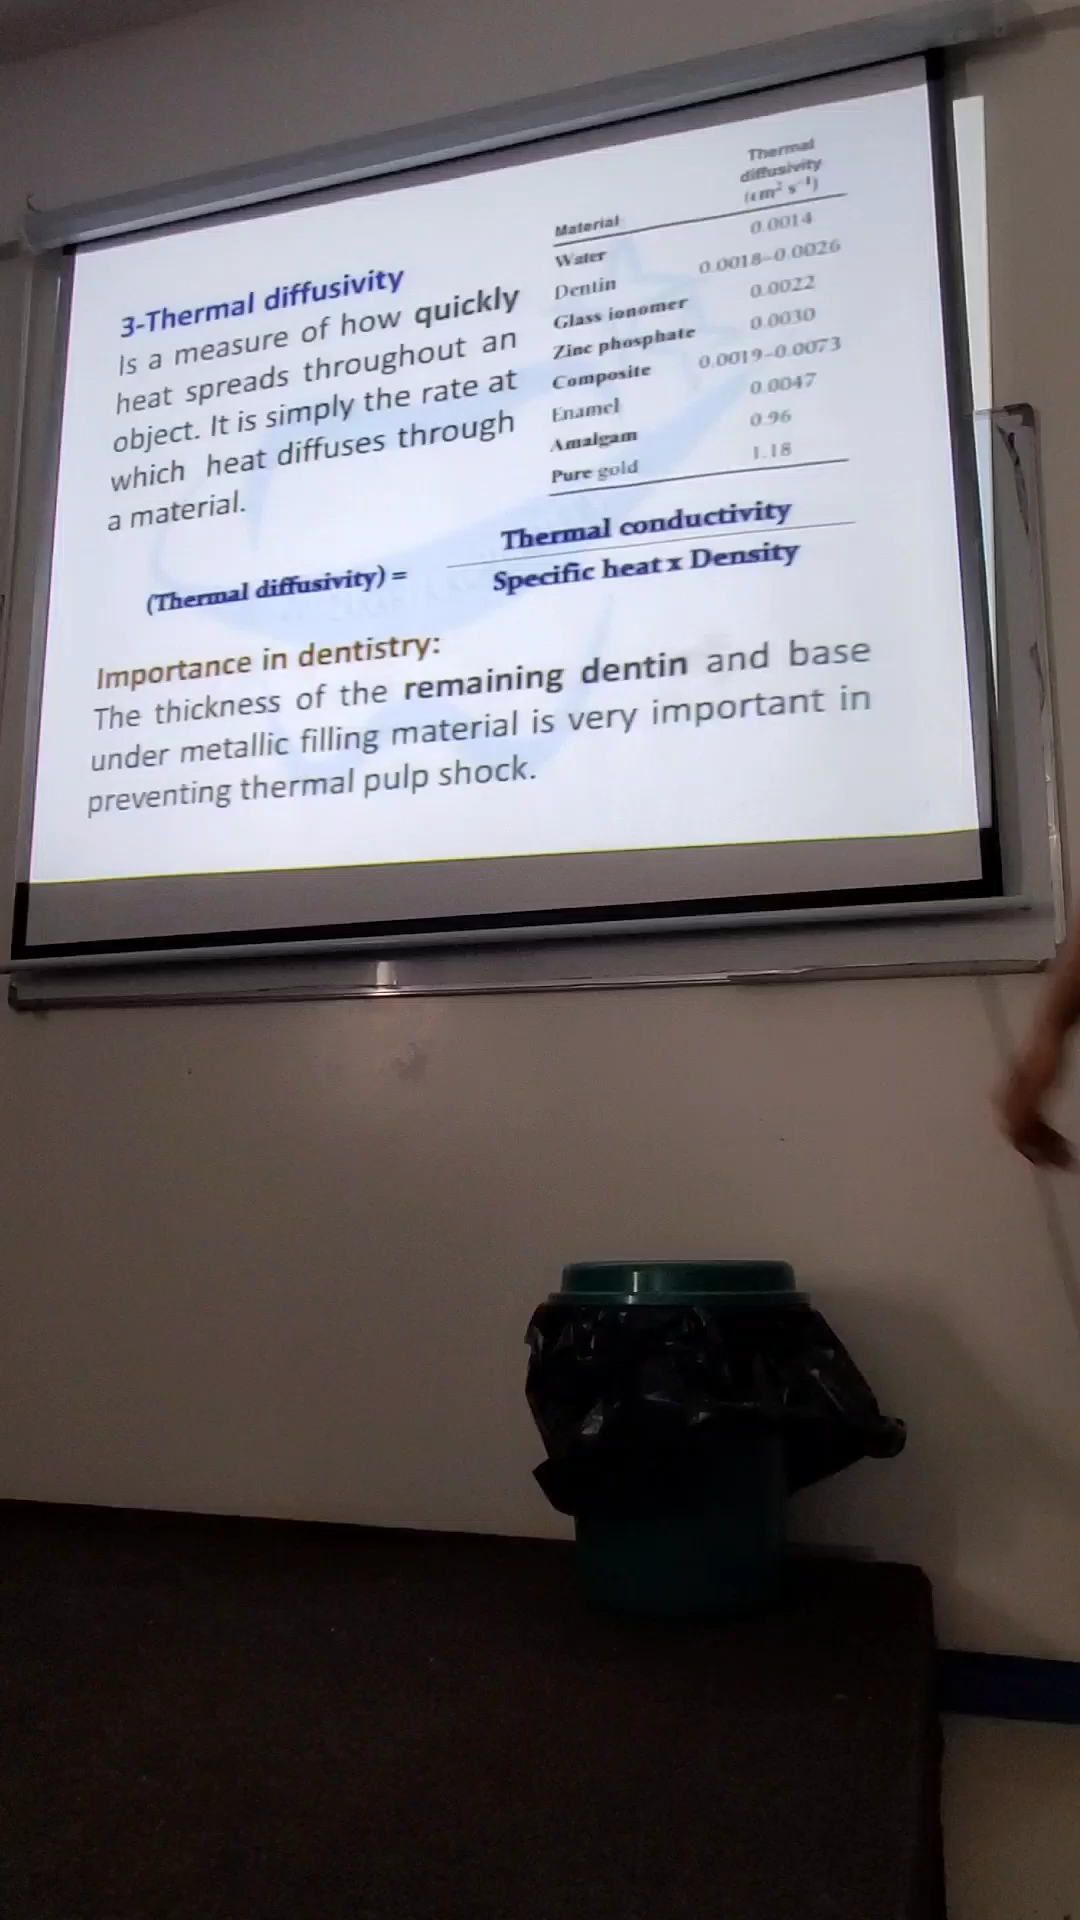 3-Thermal diffusivity
Is a measure of how quickly
heat spreads throughout an
object. It is simply the rate at
which heat diffuses through
a material.
Material Thermal diffusivity (cm² s⁻¹)
Water 0.0014
Dentin 0.0018–0.0026
Glass ionomer 0.0022
Zinc phosphate 0.0030
Composite 0.0019–0.0073
Enamel 0.0047
Amalgam 0.96
Pure gold 1.18
(Thermal diffusivity) =
Thermal conductivity
Specific heat x Density
Importance in dentistry:
The thickness of the remaining dentin and base
under metallic filling material is very important in
preventing thermal pulp shock.